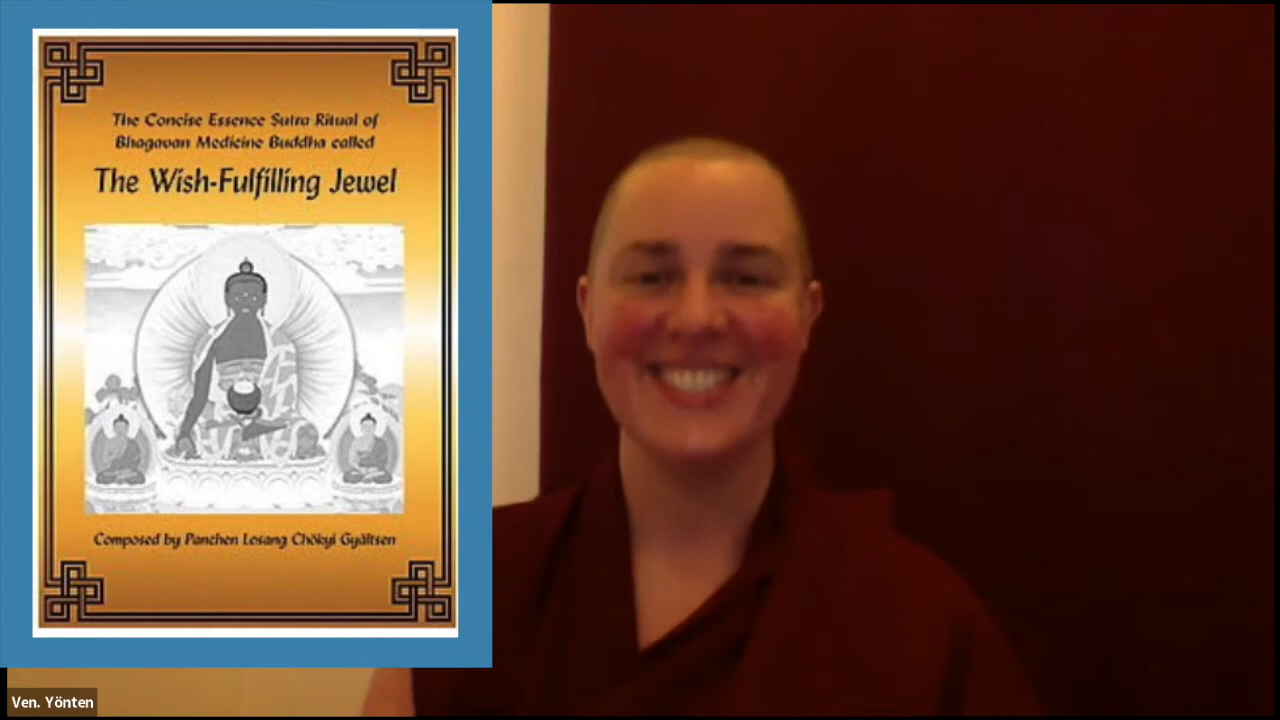 The Concise Essence Sutra Ritual of
Bhagavan Medicine Buddha called
The Wish-Fulfilling Jewel
Composed by Panchen Losang Chökyi Gyältsen
Ven. Yönten